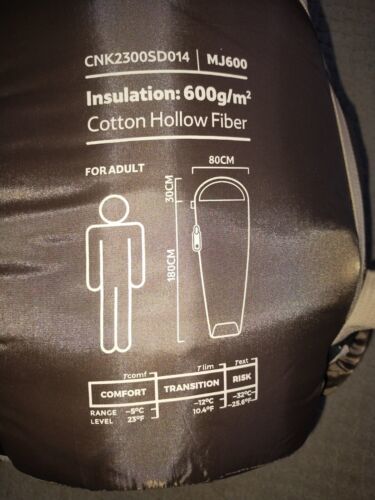 CNK2300SD014 | MJ600
Insulation: 600g/m²
Cotton Hollow Fiber
FOR ADULT
80CM
30CM
180CM
Tcomf
T lim
Text
COMFORT
TRANSITION
RISK
RANGE LEVEL
-5°C
23°F
-12°C
10.4°F
-32°C
-25.6°F